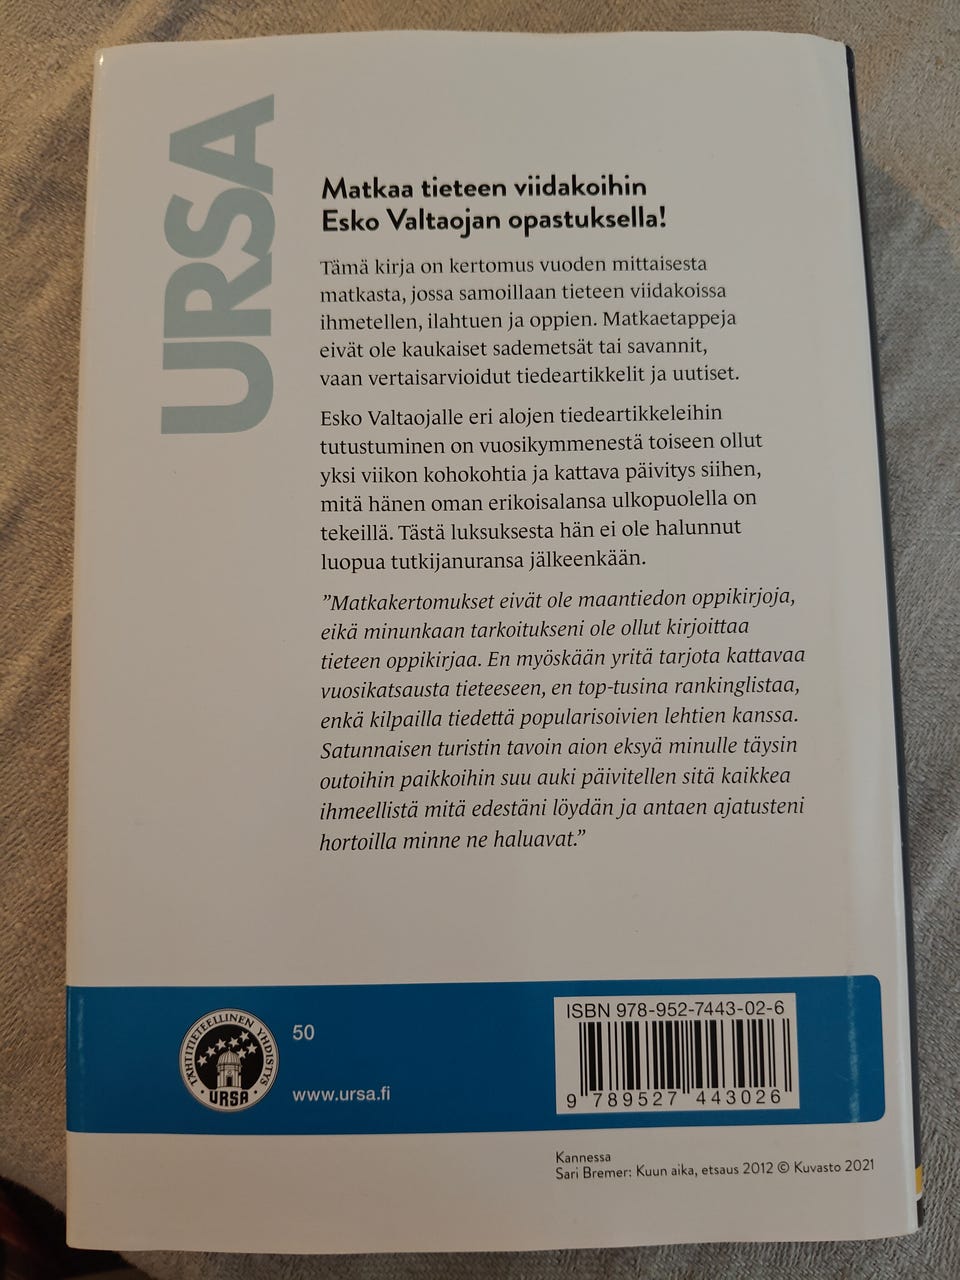 URSA
Matkaa tieteen viidakoihin
Esko Valtaojan opastuksella!
Tämä kirja on kertomus vuoden mittaisesta
matkasta, jossa samoillaan tieteen viidakoissa
ihmetellen, ilahtuen ja oppien. Matkaetappeja
eivät ole kaukaiset sademetsät tai savannit,
vaan vertaisarvioidut tiedeartikkelit ja uutiset.
Esko Valtaojalle eri alojen tiedeartikkeleihin
tutustuminen on vuosikymmenestä toiseen ollut
yksi viikon kohokohtia ja kattava päivitys siihen,
mitä hänen oman erikoisalansa ulkopuolella on
tekeillä. Tästä luksuksesta hän ei ole halunnut
luopua tutkijanuransa jälkeenkään.
”Matkakertomukset eivät ole maantiedon oppikirjoja,
eikä minunkaan tarkoitukseni ole ollut kirjoittaa
tieteen oppikirjaa. En myöskään yritä tarjota kattavaa
vuosikatsausta tieteeseen, en top-tusina rankinglistaa,
enkä kilpailla tiedettä popularisoivien lehtien kanssa.
Satunnaisen turistin tavoin aion eksyä minulle täysin
outoihin paikkoihin suu auki päivitellen sitä kaikkea
ihmeellistä mitä edestäni löydän ja antaen ajatusteni
hortoilla minne ne haluavat.”
TÄHTITIETEELLINEN YHDISTYS
URSA
50
www.ursa.fi
ISBN 978-952-7443-02-6
9 789527 443026
Kannessa
Sari Bremer: Kuun aika, etsaus 2012 © Kuvasto 2021